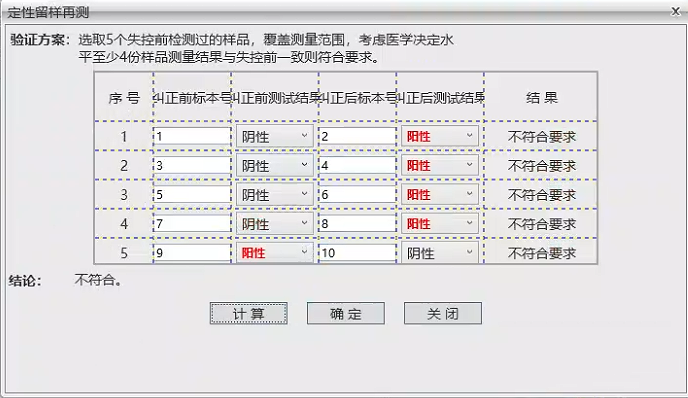 定性留样再测
x
验证方案: 选取5个失控前检测过的样品，覆盖测量范围，考虑医学决定水
平至少4份样品测量结果与失控前一致则符合要求。
序 号 纠正前标本号 纠正前测试结果 纠正后标本号 纠正后测试结果 结 果
1 1 阴性 2 阳性 不符合要求
2 3 阴性 4 阳性 不符合要求
3 5 阴性 6 阳性 不符合要求
4 7 阴性 8 阳性 不符合要求
5 9 阳性 10 阴性 不符合要求
结论: 不符合。
计 算 确 定 关 闭